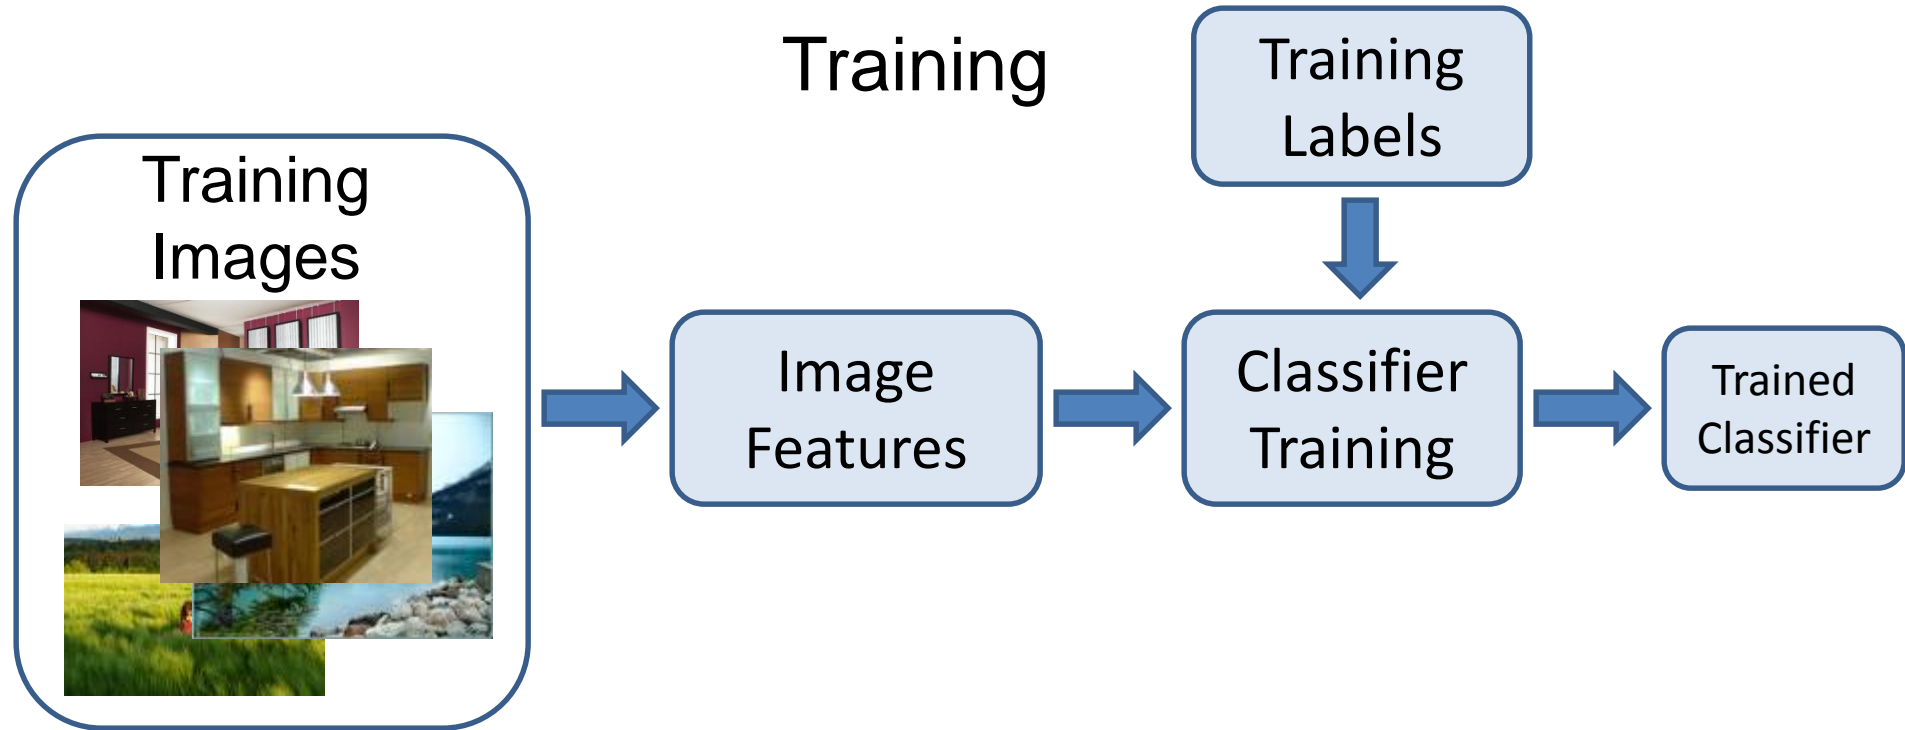 Training
Training
Labels
Training
Images
Image
Features
Classifier
Training
Trained
Classifier